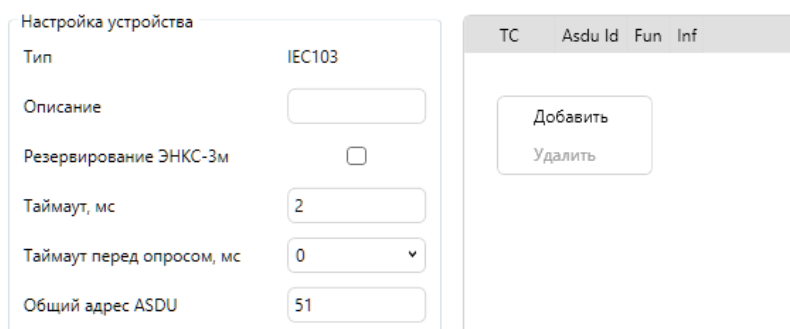 Настройка устройства
Тип IEC103
Описание
Резервирование ЭНКС-3м
Таймаут, мс 2
Таймаут перед опросом, мс 0
Общий адрес ASDU 51
ТС Asdu Id Fun Inf
Добавить
Удалить